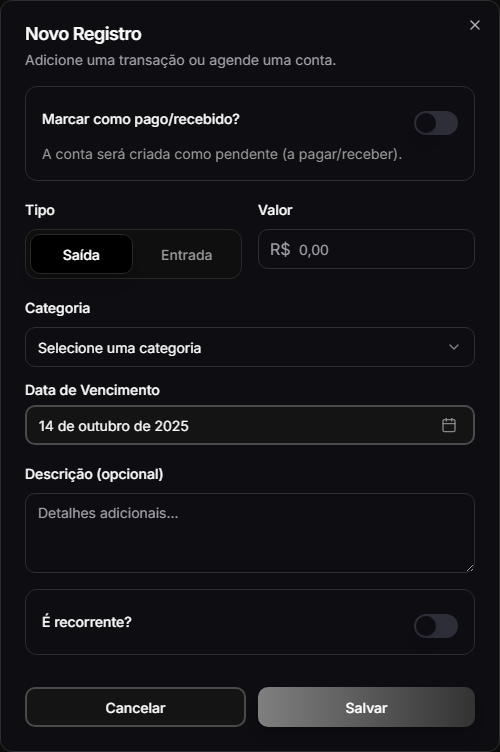 Novo Registro
Adicione uma transação ou agende uma conta.
Marcar como pago/recebido?
A conta será criada como pendente (a pagar/receber).
Tipo
Valor
Saída
Entrada
R$ 0,00
Categoria
Selecione uma categoria
Data de Vencimento
14 de outubro de 2025
Descrição (opcional)
Detalhes adicionais...
É recorrente?
Cancelar
Salvar